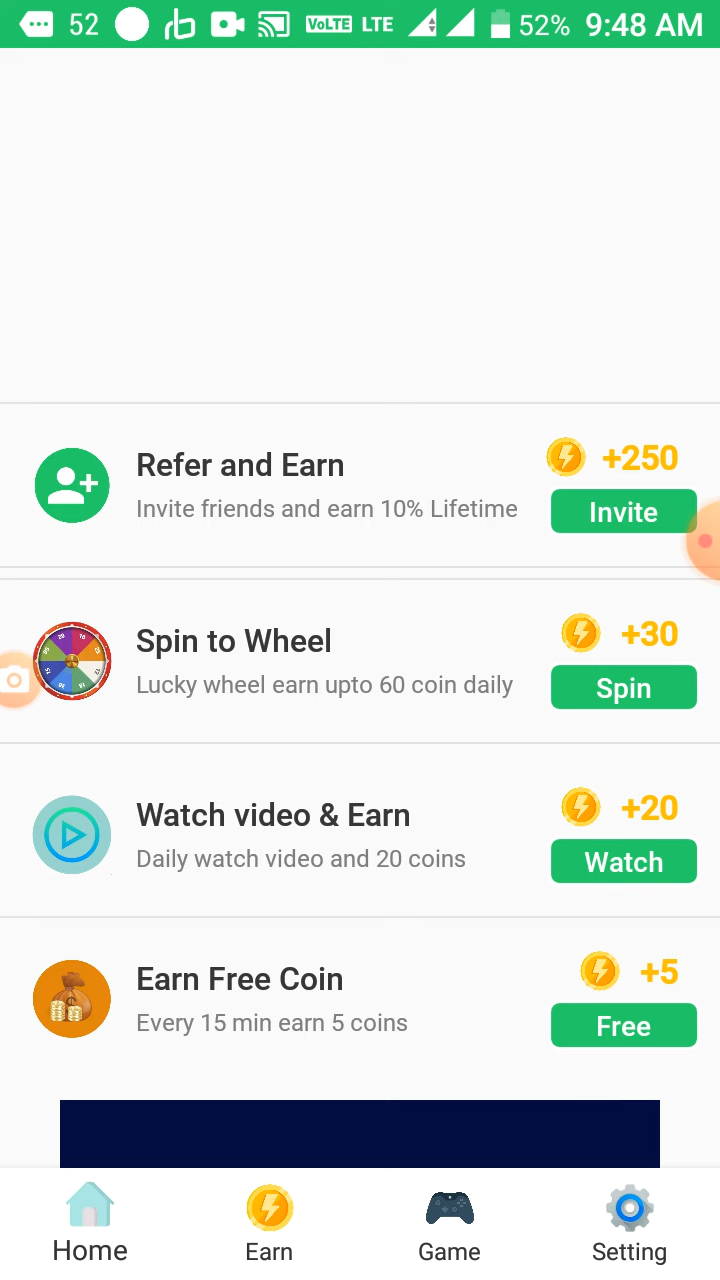 52 VoLTE LTE 52% 9:48 AM
Refer and Earn
+250
Invite friends and earn 10% Lifetime
Invite
Spin to Wheel
+30
Lucky wheel earn upto 60 coin daily
Spin
Watch video & Earn
+20
Daily watch video and 20 coins
Watch
Earn Free Coin
+5
Every 15 min earn 5 coins
Free
Home Earn Game Setting